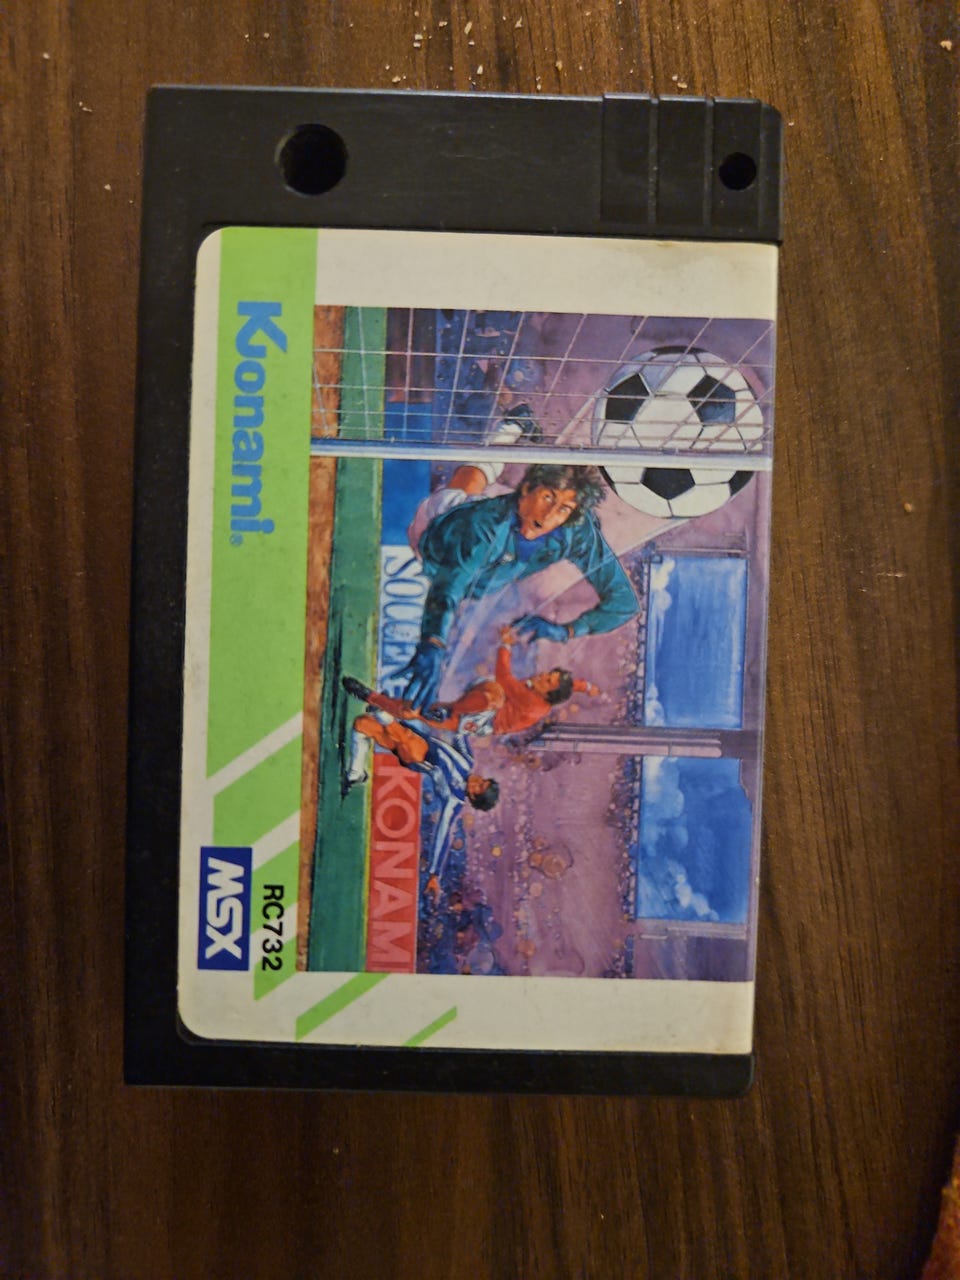 SOCCER
KONAMI
RC732
Konami®
MSX